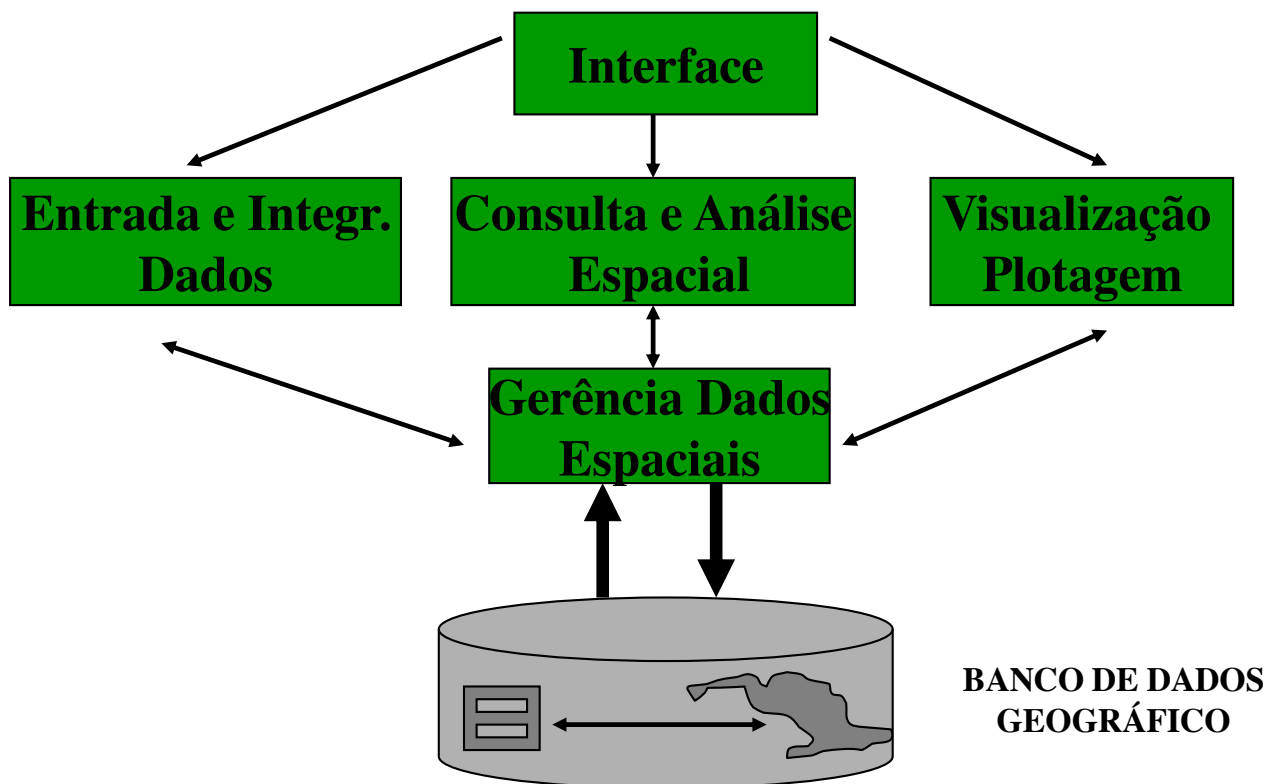 Interface
Entrada e Integr.
Dados
Consulta e Análise
Espacial
Visualização
Plotagem
Gerência Dados
Espaciais
BANCO DE DADOS
GEOGRÁFICO